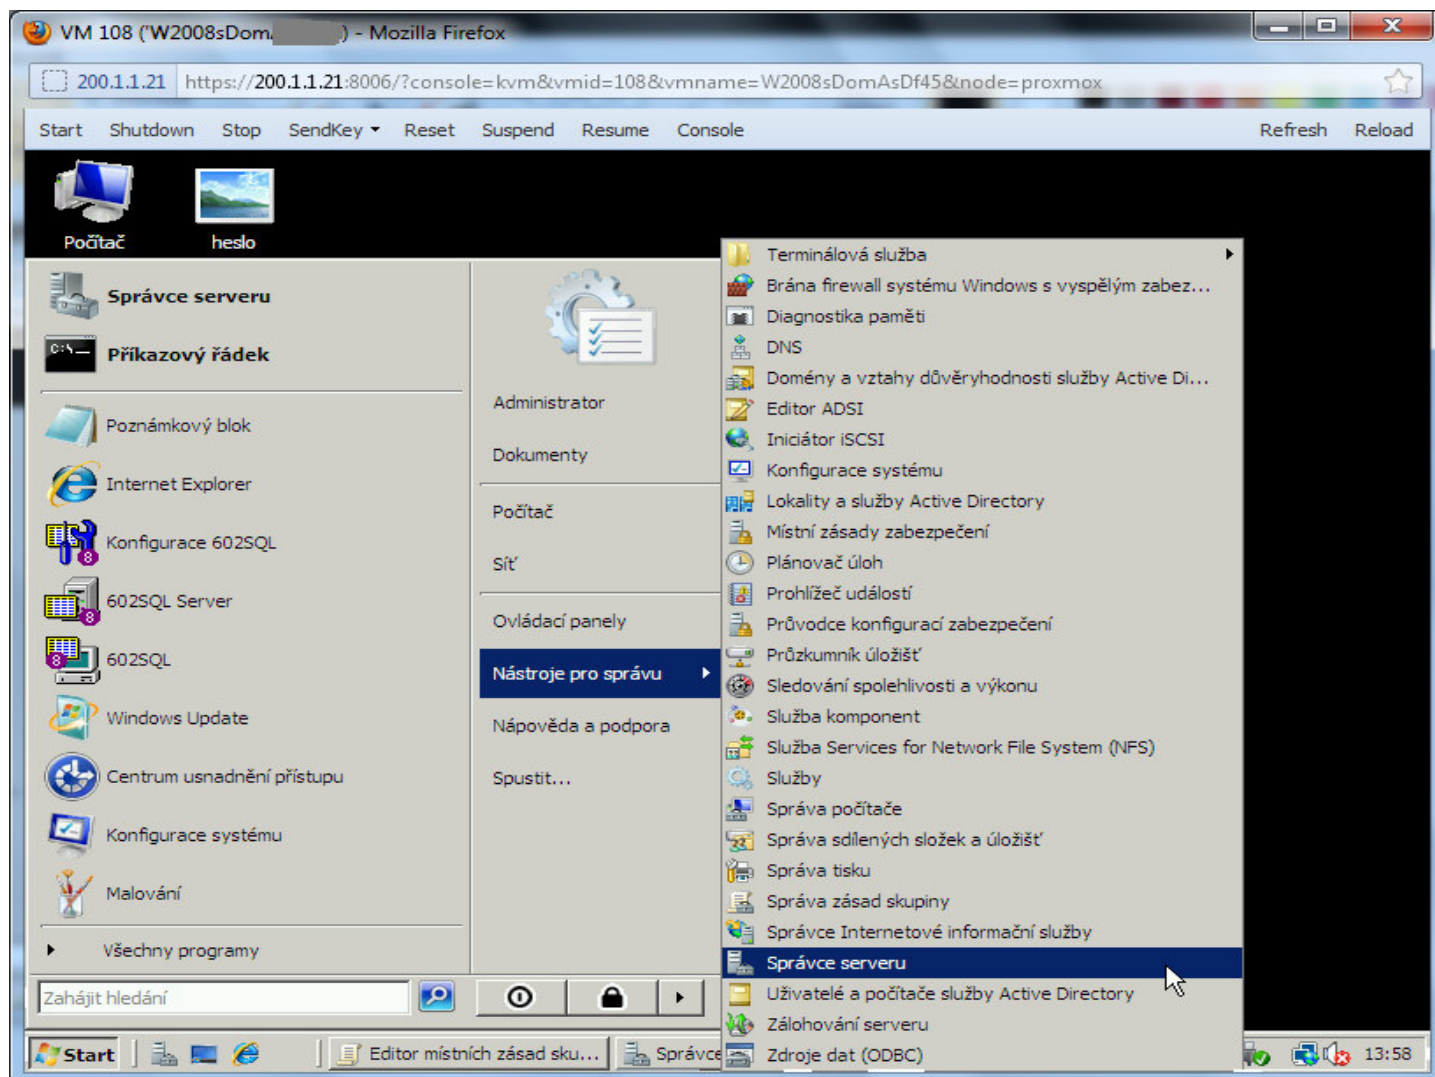 VM 108 ('W2008sDom ) - Mozilla Firefox
200.1.1.21 https://200.1.1.21:8006/?console=kvm&vmid=108&vmname=W2008sDomAsDf45&node=proxmox
Start Shutdown Stop SendKey Reset Suspend Resume Console Refresh Reload
Počítač
heslo
Správce serveru
Příkazový řádek
Poznámkový blok
Internet Explorer
Konfigurace 602SQL
602SQL Server
602SQL
Windows Update
Centrum usnadnění přístupu
Konfigurace systému
Malování
Všechny programy
Zahájit hledání
Administrator
Dokumenty
Počítač
Síť
Ovládací panely
Nástroje pro správu
Nápověda a podpora
Spustit...
Terminálová služba
Brána firewall systému Windows s vyspělým zabez...
Diagnostika paměti
DNS
Domény a vztahy důvěryhodnosti služby Active Di...
Editor ADSI
Iniciátor iSCSI
Konfigurace systému
Lokality a služby Active Directory
Místní zásady zabezpečení
Plánovač úloh
Prohlížeč událostí
Průvodce konfigurací zabezpečení
Průzkumník úložišť
Sledování spolehlivosti a výkonu
Služba komponent
Služba Services for Network File System (NFS)
Služby
Správa počítače
Správa sdílených složek a úložišť
Správa tisku
Správa zásad skupiny
Správce Internetové informační služby
Správce serveru
Uživatelé a počítače služby Active Directory
Zálohování serveru
Zdroje dat (ODBC)
Start
Editor místních zásad sku...
Správce
13:58